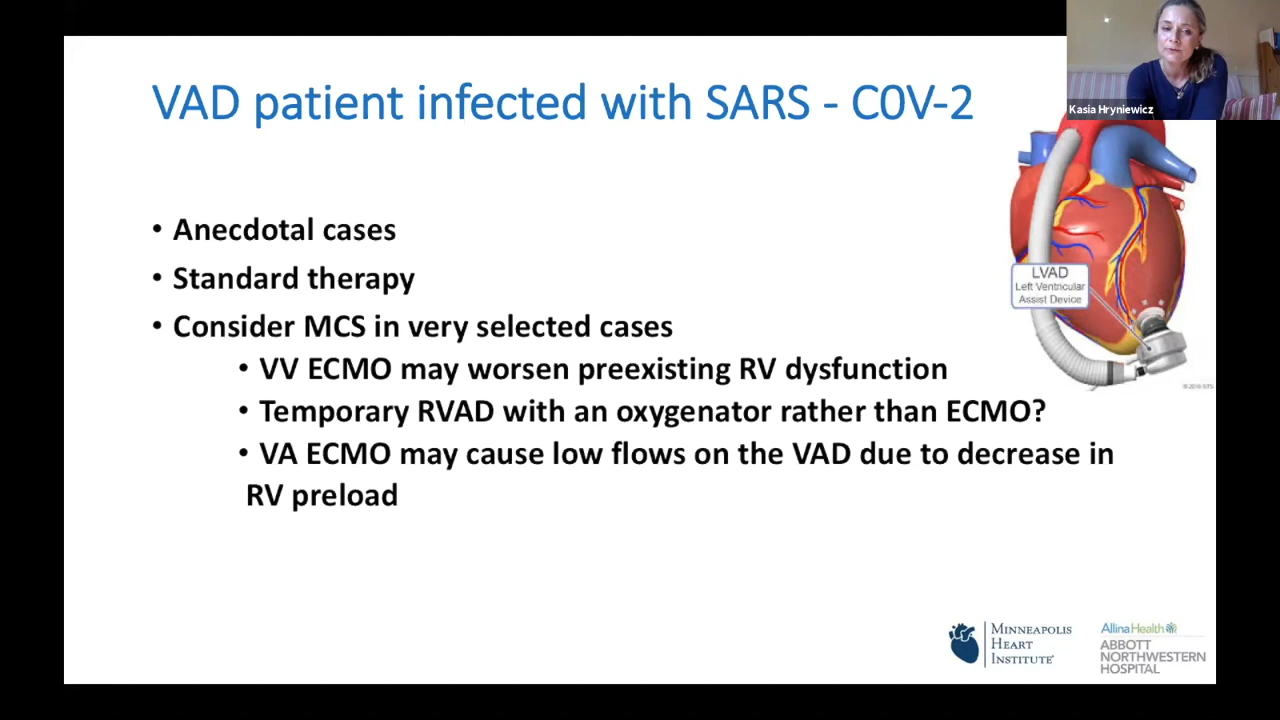 VAD patient infected with SARS - C0V-2
Kasia Hryniewicz
• Anecdotal cases
• Standard therapy
• Consider MCS in very selected cases
• VV ECMO may worsen preexisting RV dysfunction
• Temporary RVAD with an oxygenator rather than ECMO?
• VA ECMO may cause low flows on the VAD due to decrease in
RV preload
LVAD
Left Ventricular
Assist Device
MINNEAPOLIS
HEART
INSTITUTE
AllinaHealth
ABBOTT
NORTHWESTERN
HOSPITAL